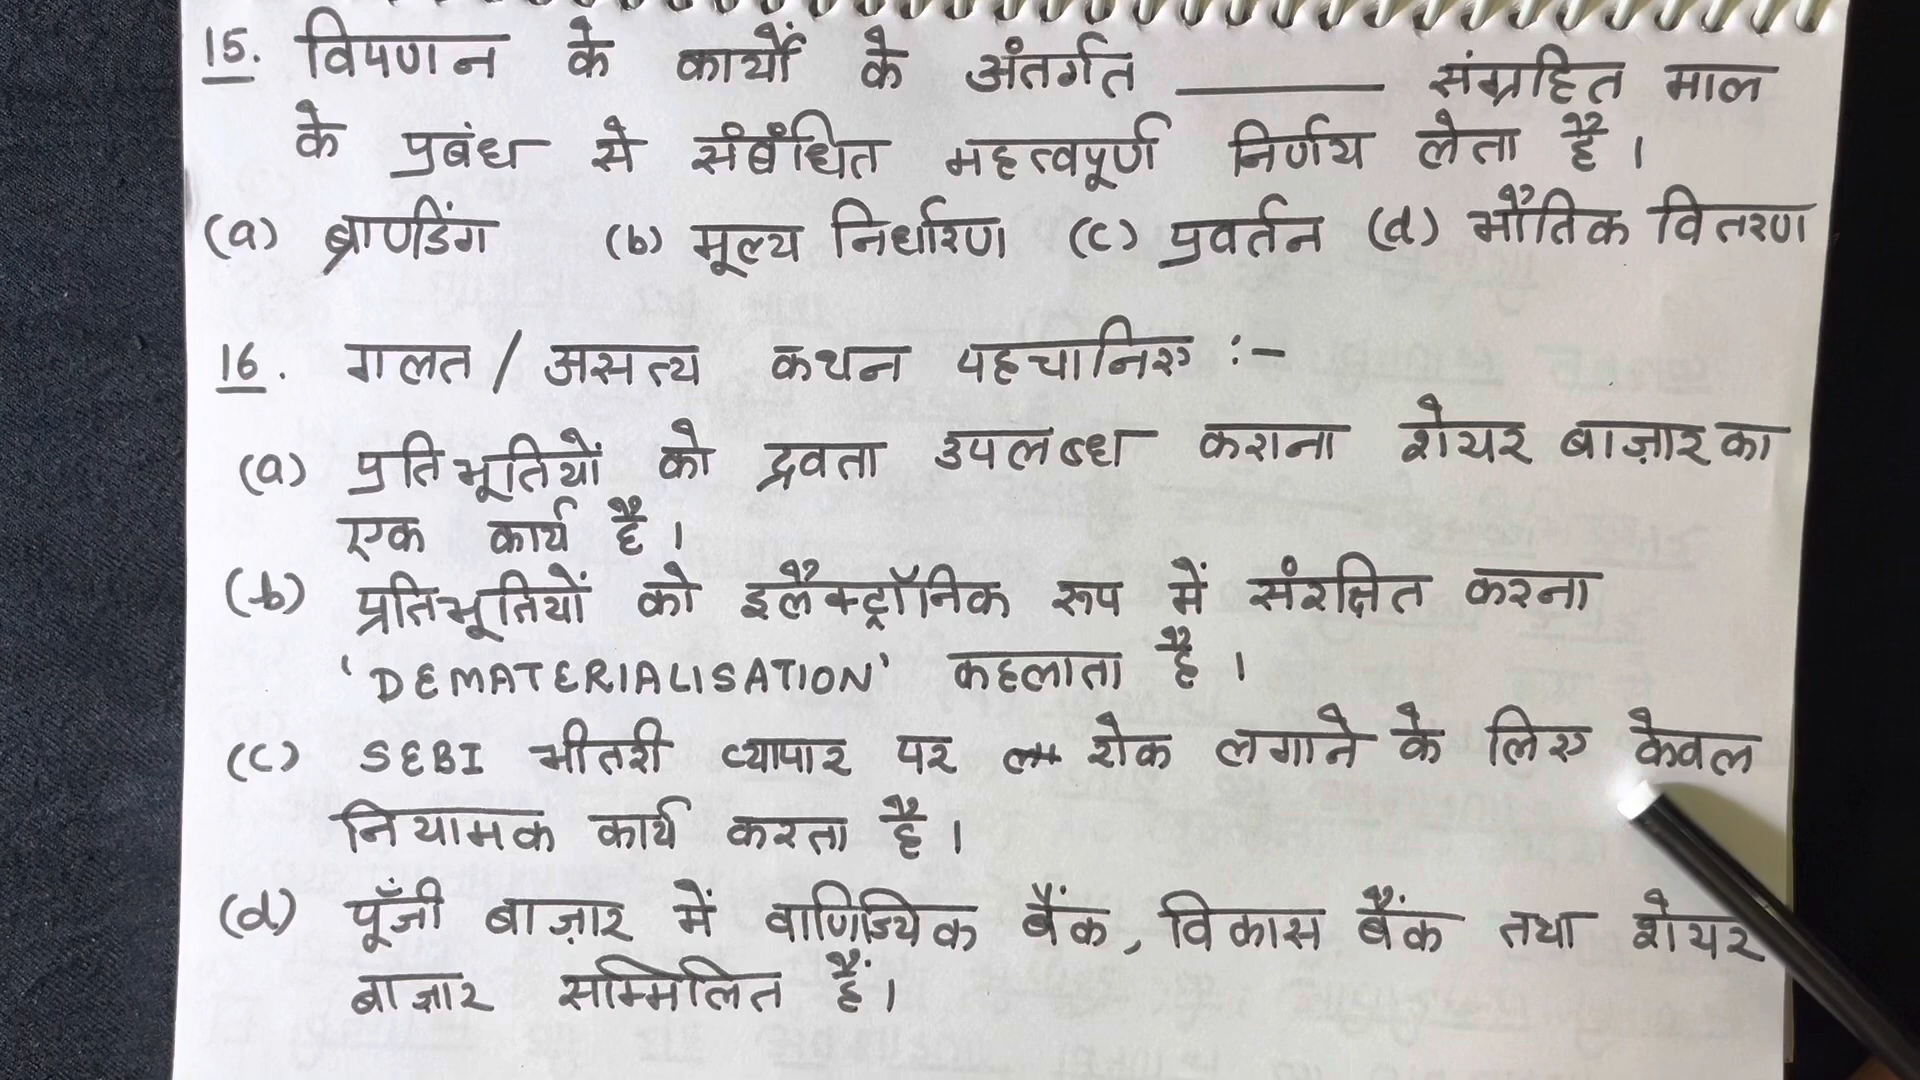 15. विपणन के कार्यों के अंतर्गत ______ संग्रहित माल
के प्रबंध से संबंधित महत्वपूर्ण निर्णय लेता है।
(a) ब्राण्डिंग (b) मूल्य निर्धारण (c) प्रवर्तन (d) भौतिक वितरण
16. गलत / असत्य कथन पहचानिए :-
(a) प्रतिभूतियों को द्रवता उपलब्ध कराना शेयर बाज़ार का
एक कार्य है।
(b) प्रतिभूतियों को इलैक्ट्रॉनिक रूप में संरक्षित करना
'DEMATERIALISATION' कहलाता है।
(c) SEBI भीतरी व्यापार पर रोक लगाने के लिए केवल
नियामक कार्य करता है।
(d) पूँजी बाज़ार में वाणिज्यिक बैंक, विकास बैंक तथा शेयर
बाज़ार सम्मिलित हैं।